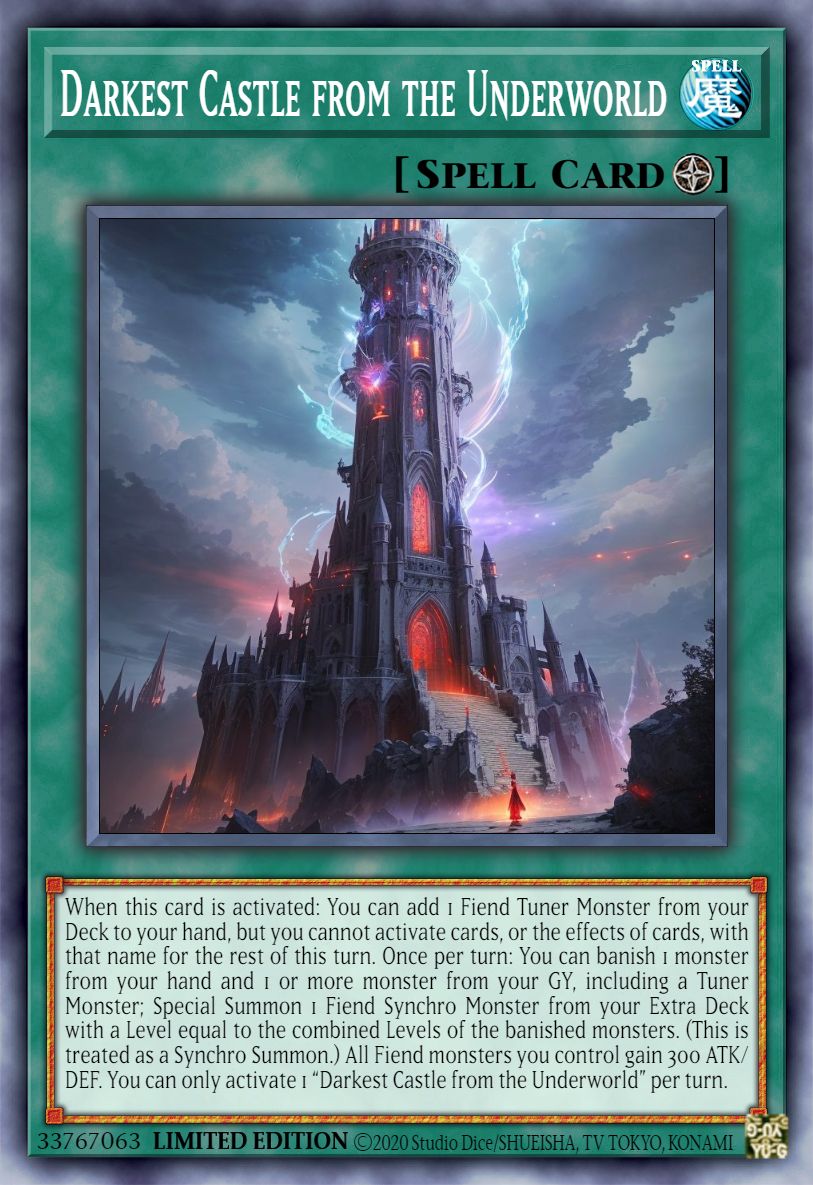 Darkest Castle from the Underworld
SPELL
魔
[Spell Card]
When this card is activated: You can add 1 Fiend Tuner Monster from your
Deck to your hand, but you cannot activate cards, or the effects of cards, with
that name for the rest of this turn. Once per turn: You can banish 1 monster
from your hand and 1 or more monster from your GY, including a Tuner
Monster; Special Summon 1 Fiend Synchro Monster from your Extra Deck
with a Level equal to the combined Levels of the banished monsters. (This is
treated as a Synchro Summon.) All Fiend monsters you control gain 300 ATK/
DEF. You can only activate 1 “Darkest Castle from the Underworld” per turn.
33767063 LIMITED EDITION ©2020 Studio Dice/SHUEISHA, TV TOKYO, KONAMI